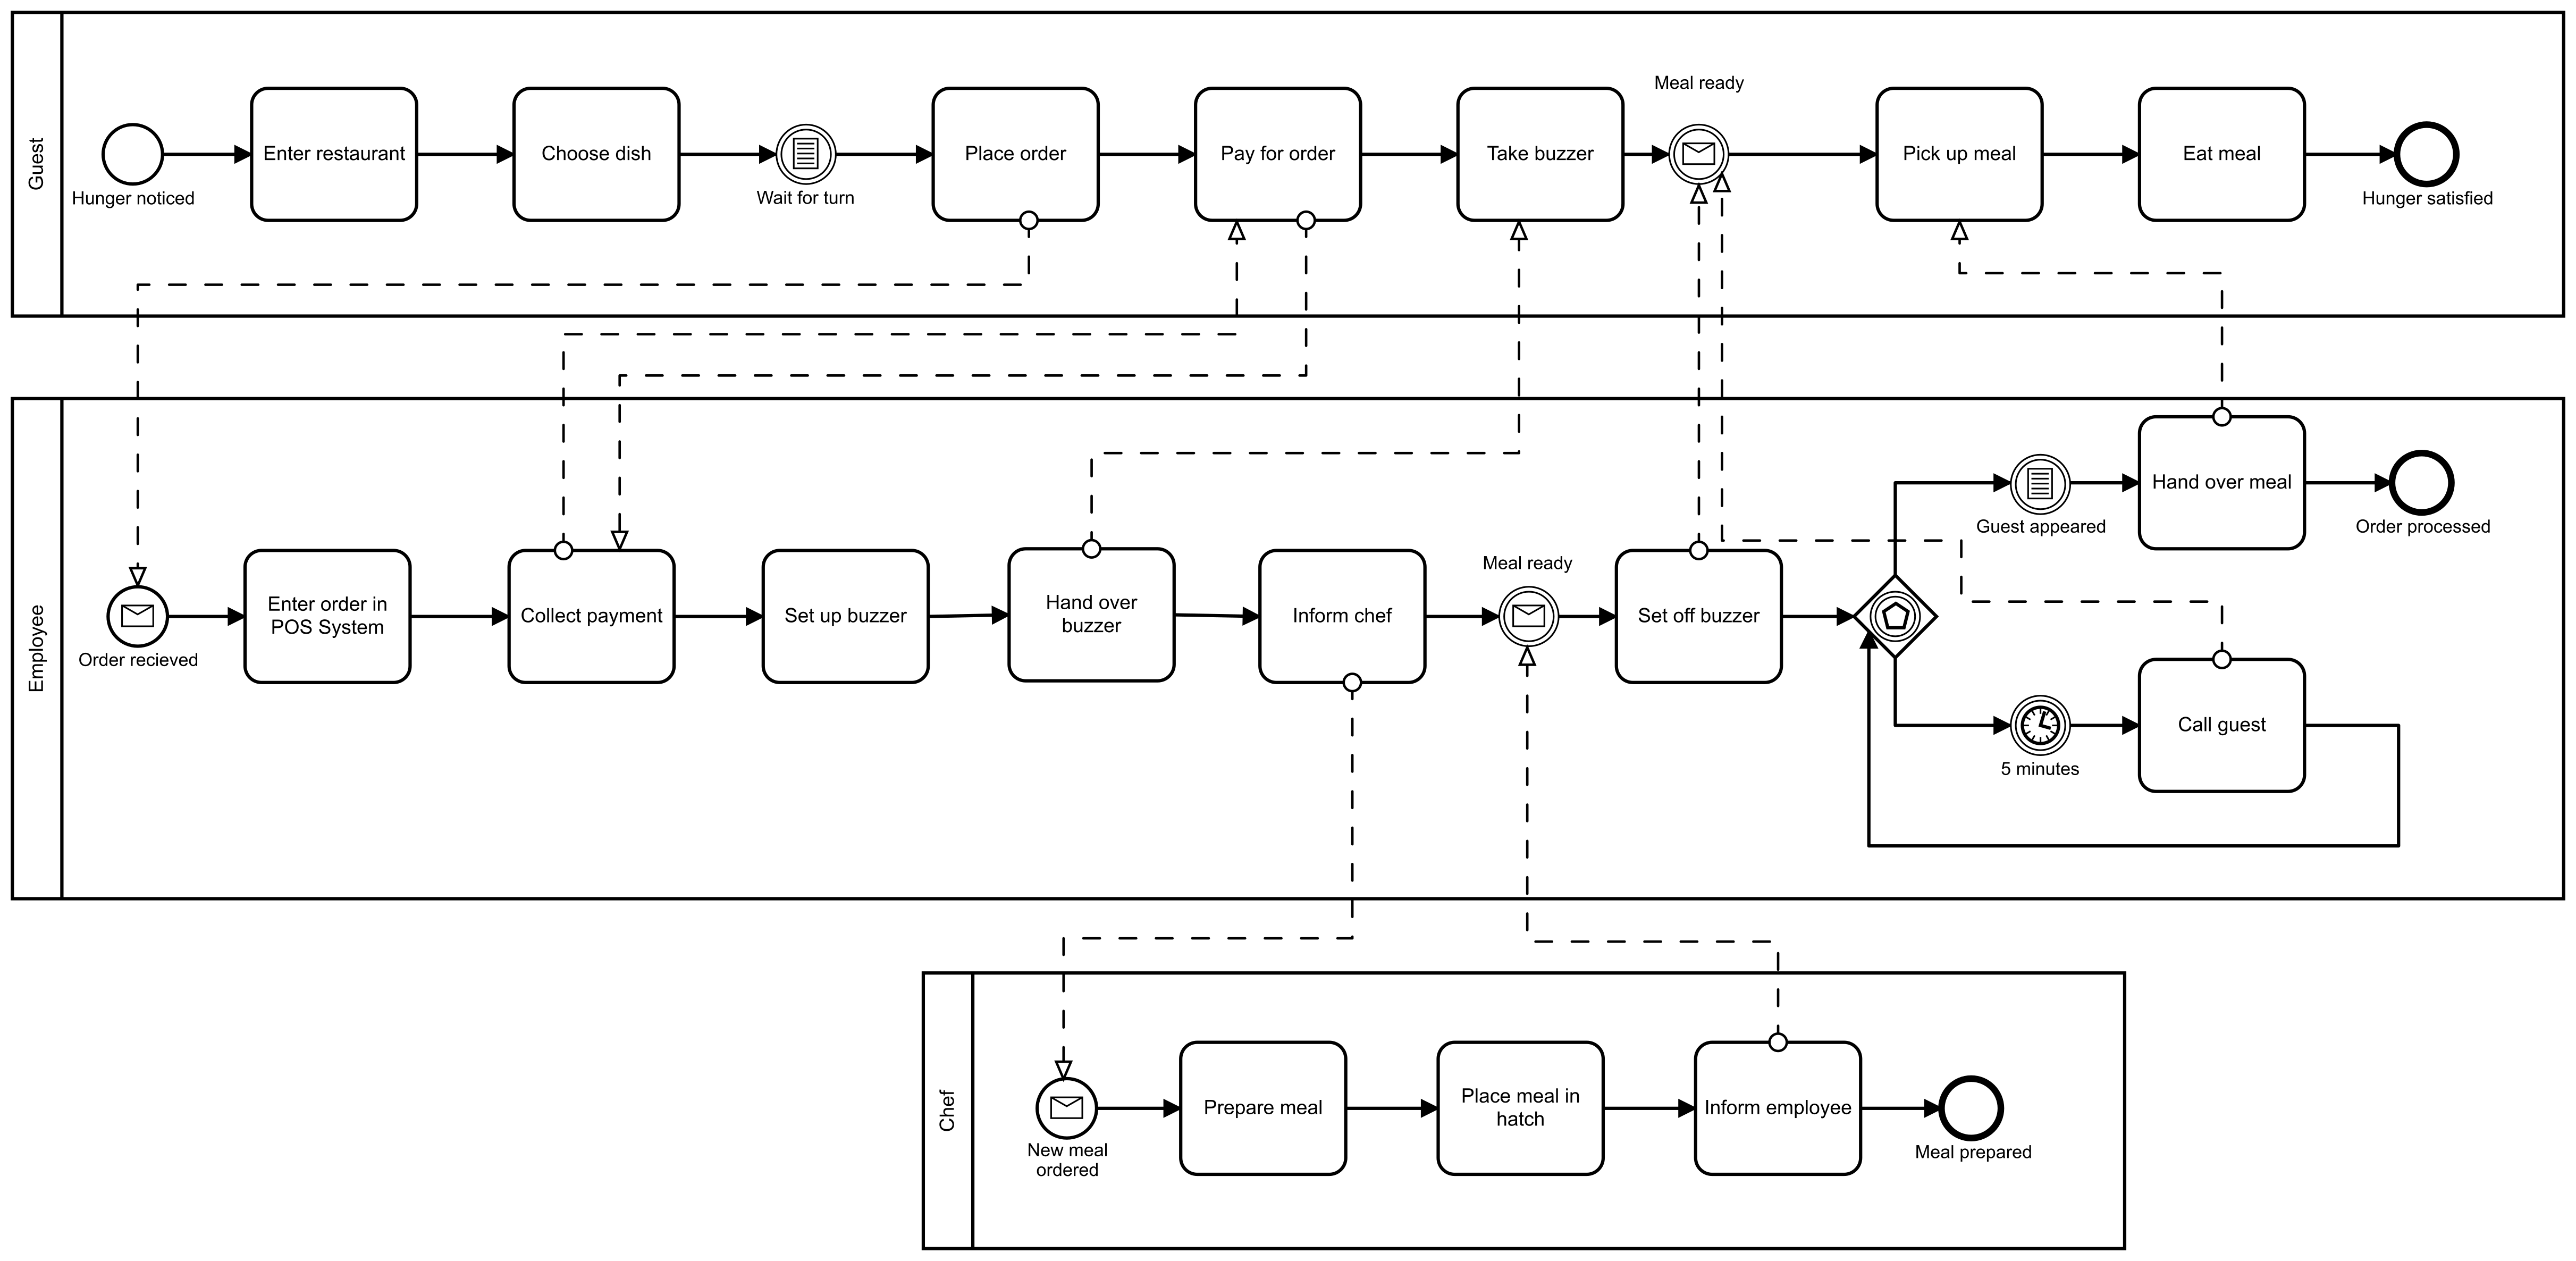 Guest
Hunger noticed
Enter restaurant
Choose dish
Wait for turn
Place order
Pay for order
Take buzzer
Meal ready
Pick up meal
Eat meal
Hunger satisfied
Employee
Order recieved
Enter order in
POS System
Collect payment
Set up buzzer
Hand over
buzzer
Inform chef
Meal ready
Set off buzzer
Guest appeared
Hand over meal
Order processed
5 minutes
Call guest
Chef
New meal
ordered
Prepare meal
Place meal in
hatch
Inform employee
Meal prepared